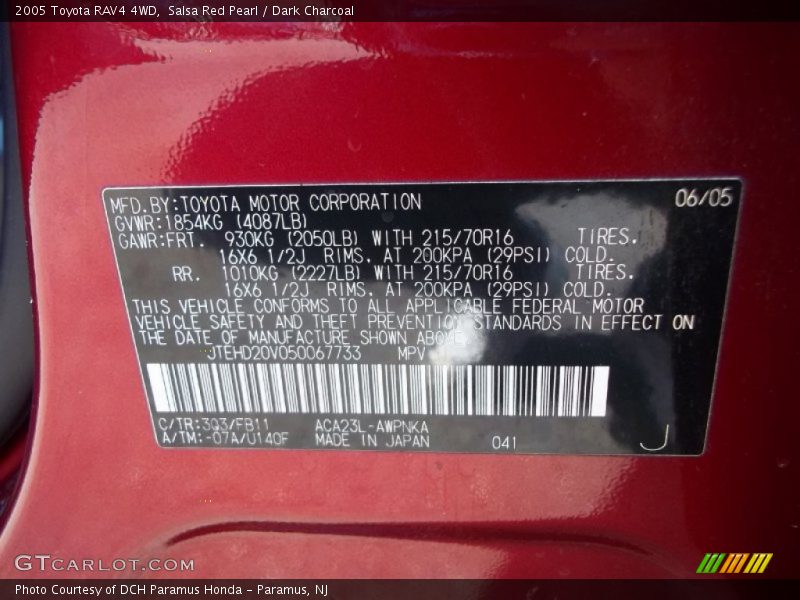 2005 Toyota RAV4 4WD, Salsa Red Pearl / Dark Charcoal
MFD.BY:TOYOTA MOTOR CORPORATION 06/05
GVWR:1854KG (4087LB)
GAWR:FRT. 930KG (2050LB) WITH 215/70R16 TIRES.
16X6 1/2J RIMS. AT 200KPA (29PSI) COLD.
RR. 1010KG (2227LB) WITH 215/70R16 TIRES.
16X6 1/2J RIMS. AT 200KPA (29PSI) COLD.
THIS VEHICLE CONFORMS TO ALL APPLICABLE FEDERAL MOTOR
VEHICLE SAFETY AND THEFT PREVENTION STANDARDS IN EFFECT ON
THE DATE OF MANUFACTURE SHOWN ABOVE.
JTEHD20V050067733 MPV
C/TR:3Q3/FB11 ACA23L-AWPNKA
A/TM:-07A/U140F MADE IN JAPAN 041 J
GTCARLOT.COM
Photo Courtesy of DCH Paramus Honda - Paramus, NJ